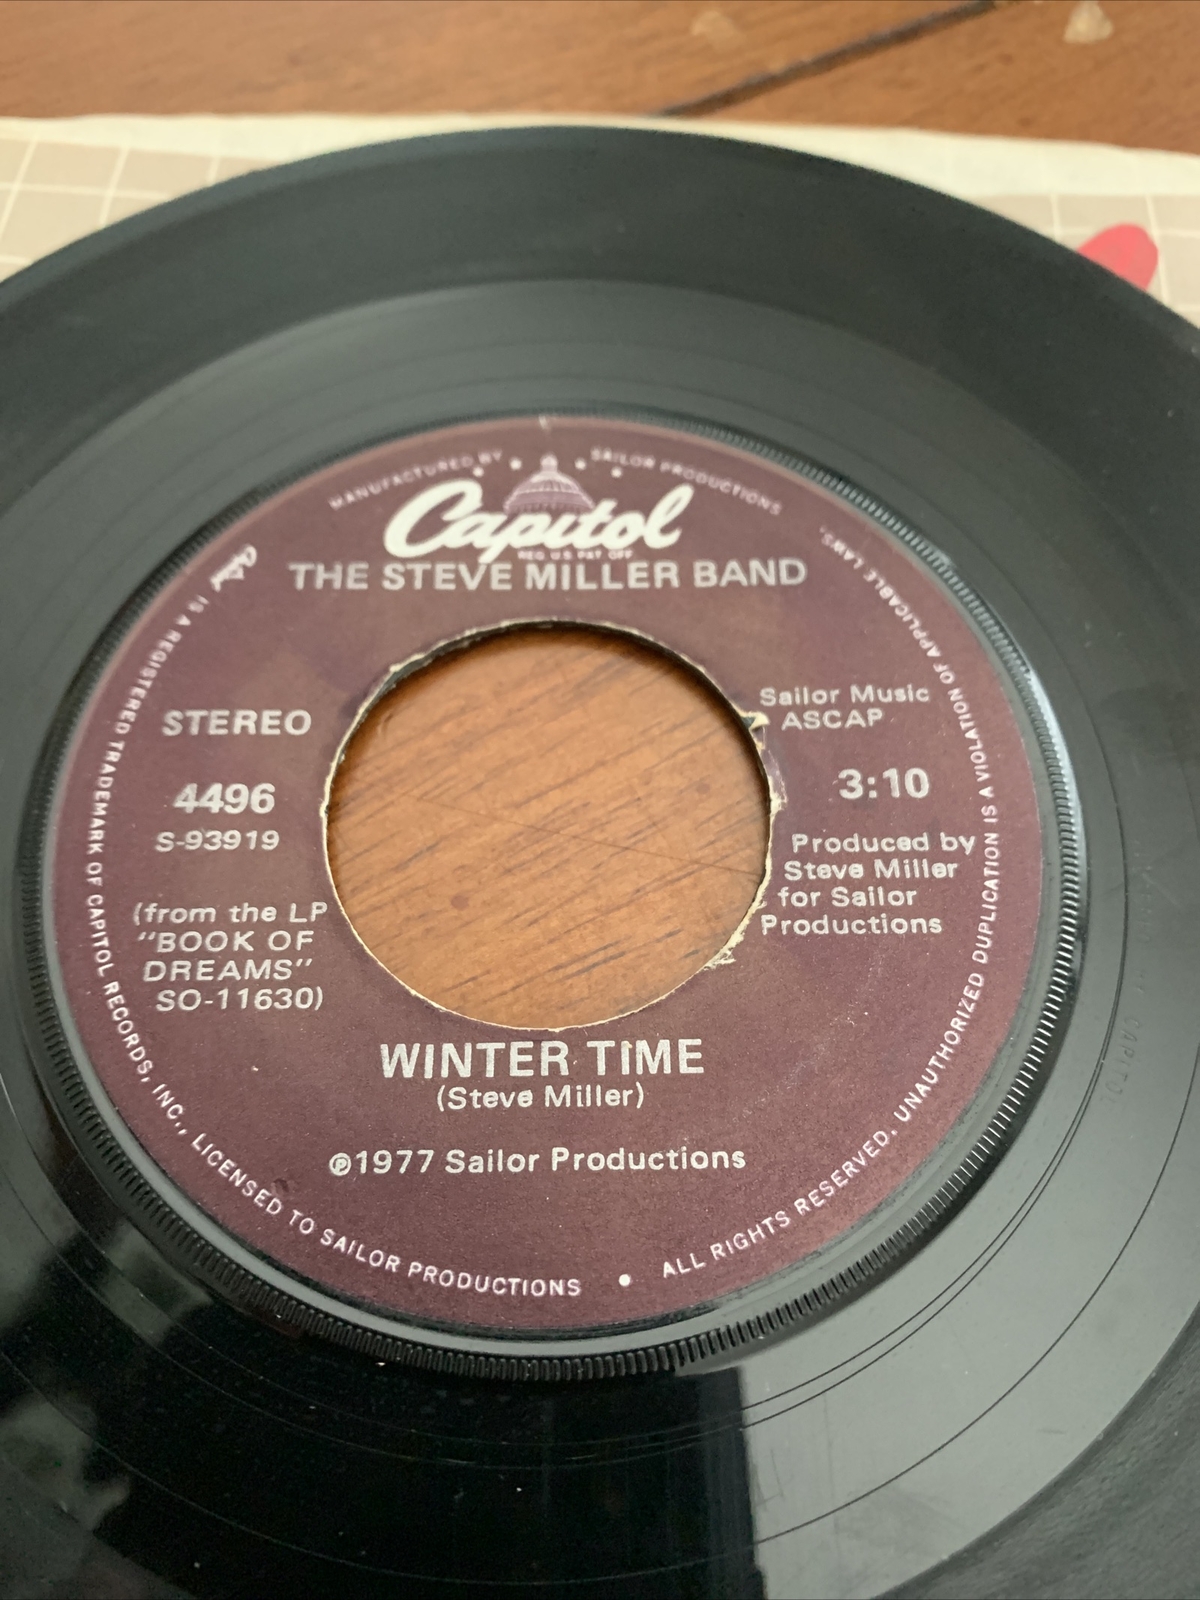 MANUFACTURED BY SAILOR PRODUCTIONS
Capitol
REG. U.S. PAT. OFF.
THE STEVE MILLER BAND
STEREO
4496
S-93919
(from the LP
"BOOK OF
DREAMS"
SO-11630)
Sailor Music
ASCAP
3:10
Produced by
Steve Miller
for Sailor
Productions
WINTER TIME
(Steve Miller)
℗1977 Sailor Productions
Capitol IS A REGISTERED TRADEMARK OF CAPITOL RECORDS, INC., LICENSED TO SAILOR PRODUCTIONS • ALL RIGHTS RESERVED. UNAUTHORIZED DUPLICATION IS A VIOLATION OF APPLICABLE LAWS.
CAPITOL